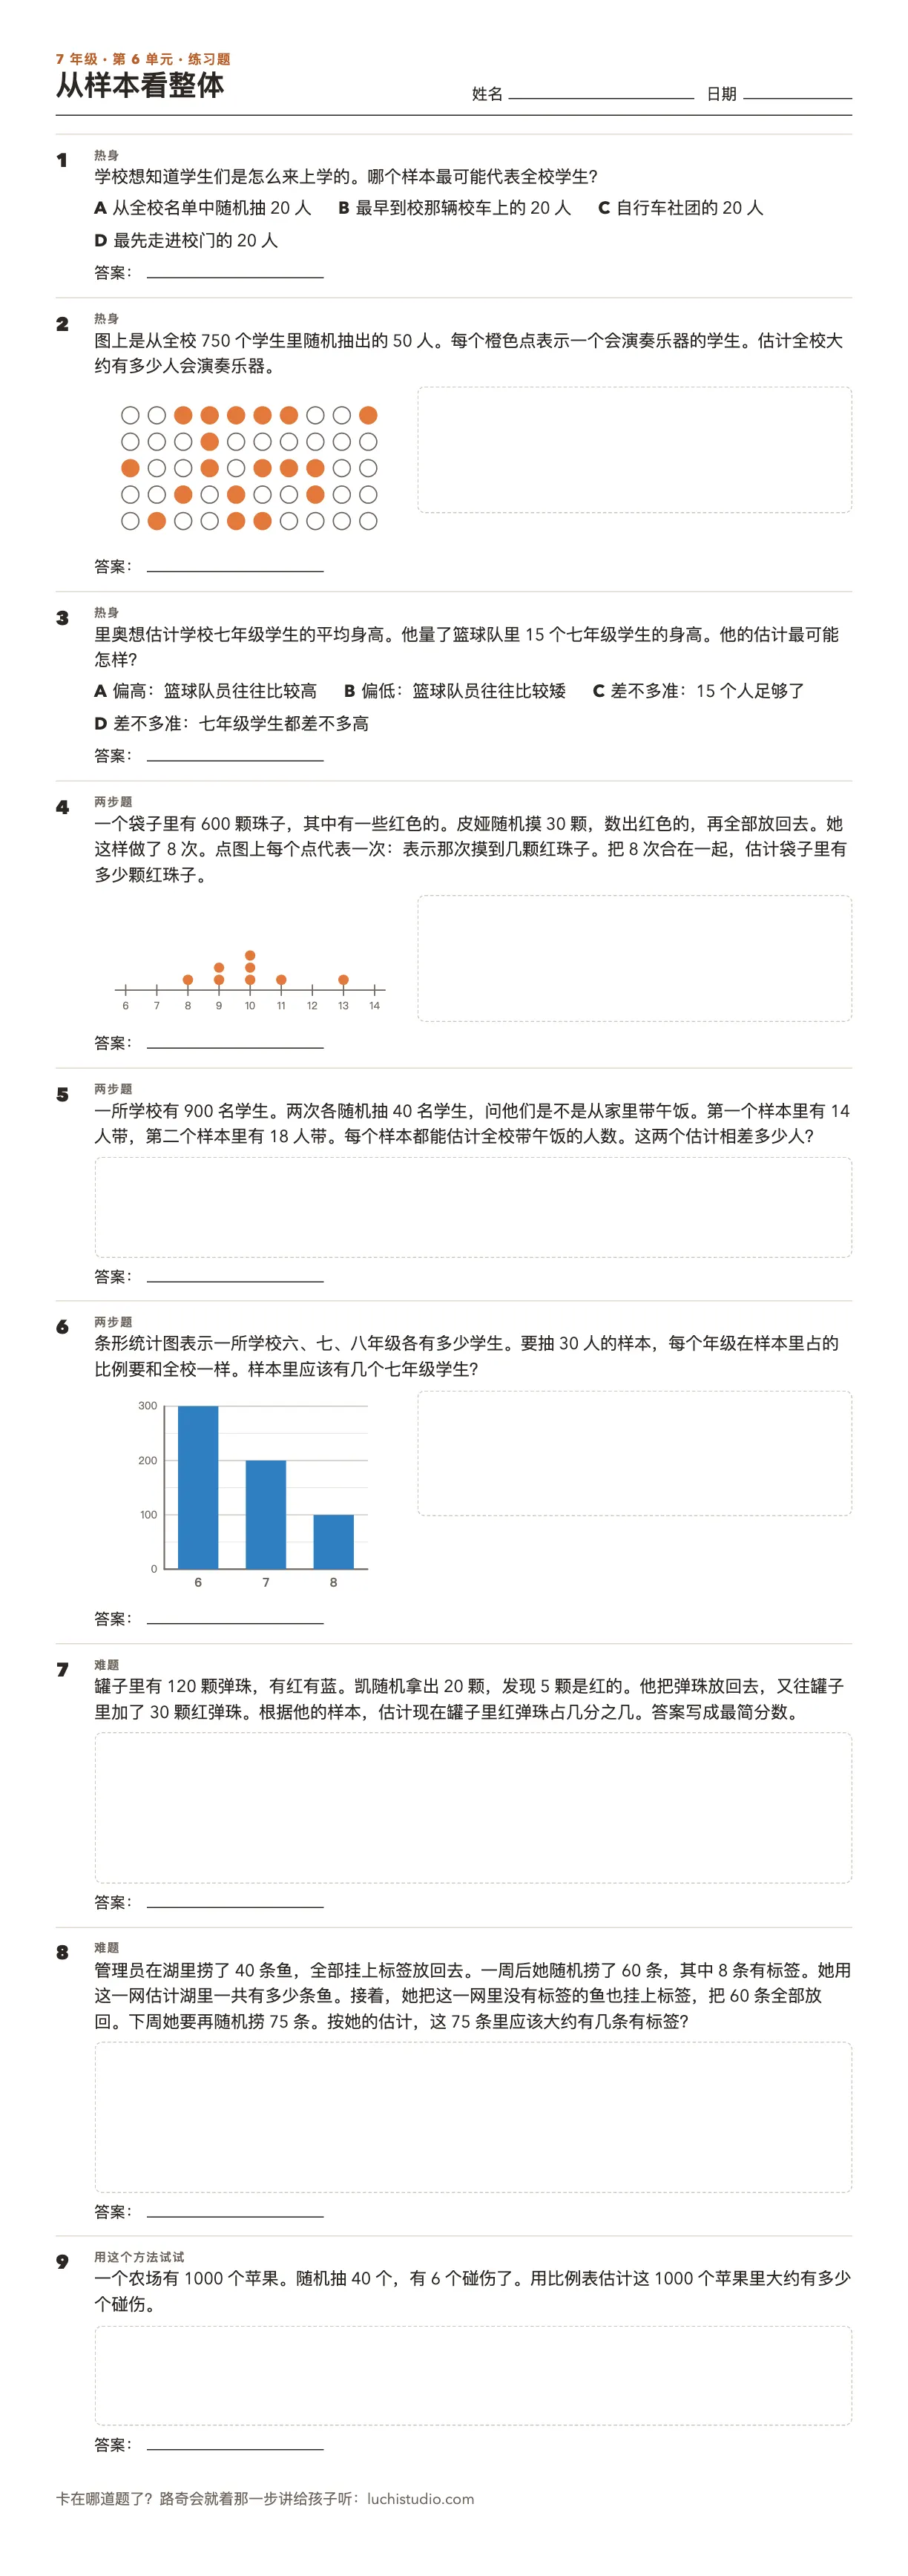 7 年级 · 第 6 单元 · 练习题
从样本看整体
姓名
日期
1
热身
学校想知道学生们是怎么来上学的。哪个样本最可能代表全校学生？
A 从全校名单中随机抽 20 人 B 最早到校那辆校车上的 20 人 C 自行车社团的 20 人
D 最先走进校门的 20 人
答案：
2
热身
图上是从全校 750 个学生里随机抽出的 50 人。每个橙色点表示一个会演奏乐器的学生。估计全校大
约有多少人会演奏乐器。
答案：
3
热身
里奥想估计学校七年级学生的平均身高。他量了篮球队里 15 个七年级学生的身高。他的估计最可能
怎样？
A 偏高：篮球队员往往比较高 B 偏低：篮球队员往往比较矮 C 差不多准：15 个人足够了
D 差不多准：七年级学生都差不多高
答案：
4
两步题
一个袋子里有 600 颗珠子，其中有一些红色的。皮娅随机摸 30 颗，数出红色的，再全部放回去。她
这样做了 8 次。点图上每个点代表一次：表示那次摸到几颗红珠子。把 8 次合在一起，估计袋子里有
多少颗红珠子。
6 7 8 9 10 11 12 13 14
答案：
5
两步题
一所学校有 900 名学生。两次各随机抽 40 名学生，问他们是不是从家里带午饭。第一个样本里有 14
人带，第二个样本里有 18 人带。每个样本都能估计全校带午饭的人数。这两个估计相差多少人？
答案：
6
两步题
条形统计图表示一所学校六、七、八年级各有多少学生。要抽 30 人的样本，每个年级在样本里占的
比例要和全校一样。样本里应该有几个七年级学生？
300
200
100
0
6 7 8
答案：
7
难题
罐子里有 120 颗弹珠，有红有蓝。凯随机拿出 20 颗，发现 5 颗是红的。他把弹珠放回去，又往罐子
里加了 30 颗红弹珠。根据他的样本，估计现在罐子里红弹珠占几分之几。答案写成最简分数。
答案：
8
难题
管理员在湖里捞了 40 条鱼，全部挂上标签放回去。一周后她随机捞了 60 条，其中 8 条有标签。她用
这一网估计湖里一共有多少条鱼。接着，她把这一网里没有标签的鱼也挂上标签，把 60 条全部放
回。下周她要再随机捞 75 条。按她的估计，这 75 条里应该大约有几条有标签？
答案：
9
用这个方法试试
一个农场有 1000 个苹果。随机抽 40 个，有 6 个碰伤了。用比例表估计这 1000 个苹果里大约有多少
个碰伤。
答案：
卡在哪道题了？路奇会就着那一步讲给孩子听：luchistudio.com